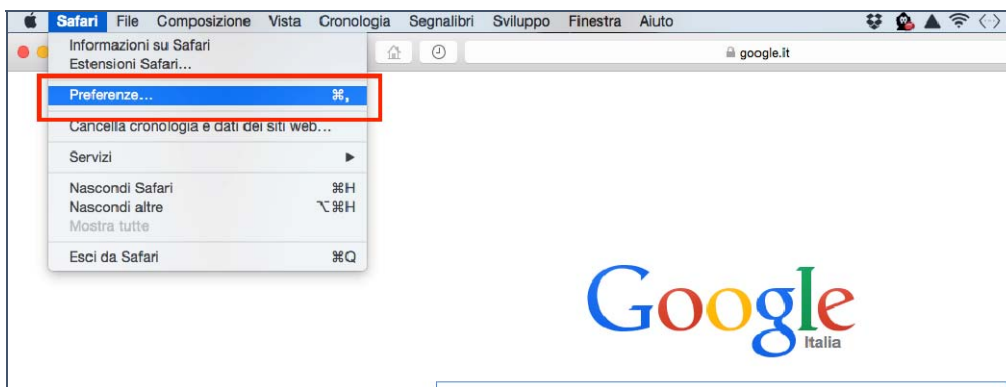 Safari File Composizione Vista Cronologia Segnalibri Sviluppo Finestra Aiuto
Informazioni su Safari
Estensioni Safari...
google.it
Preferenze... ⌘,
Cancella cronologia e dati dei siti web...
Servizi ▶
Nascondi Safari ⌘H
Nascondi altre ⌥⌘H
Mostra tutte
Esci da Safari ⌘Q
Google
Italia